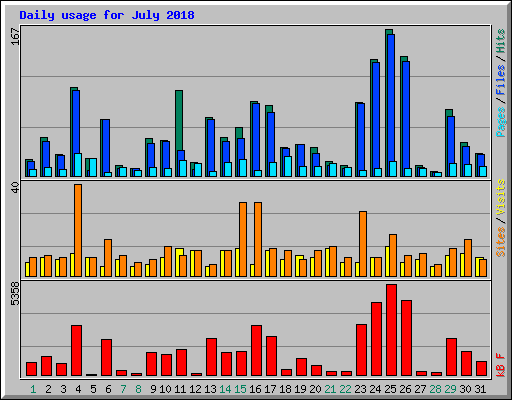 Daily usage for July 2018
167
Pages / Files / Hits
40
Sites / Visits
5358
kB F
1 2 3 4 5 6 7 8 9 10 11 12 13 14 15 16 17 18 19 20 21 22 23 24 25 26 27 28 29 30 31